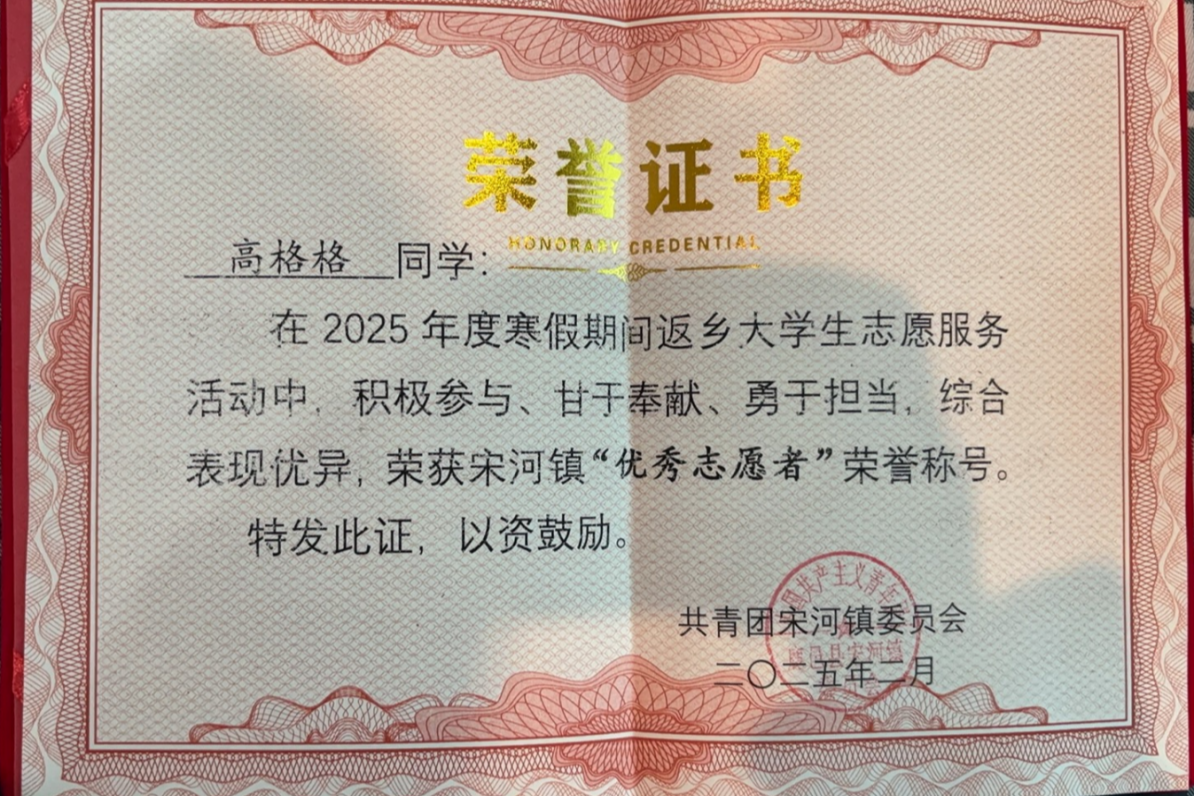 荣誉证书
HONORARY CREDENTIAL
高格格 同学：
在 2025 年度寒假期间返乡大学生志愿服务
活动中，积极参与、甘于奉献、勇于担当，综合
表现优异，荣获宋河镇“优秀志愿者”荣誉称号。
特发此证，以资鼓励。
共青团宋河镇委员会
二〇二五年二月